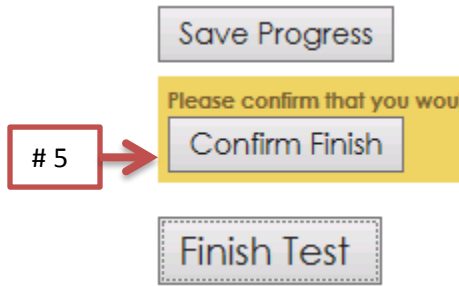 Save Progress
Please confirm that you wou
Confirm Finish
# 5
Finish Test